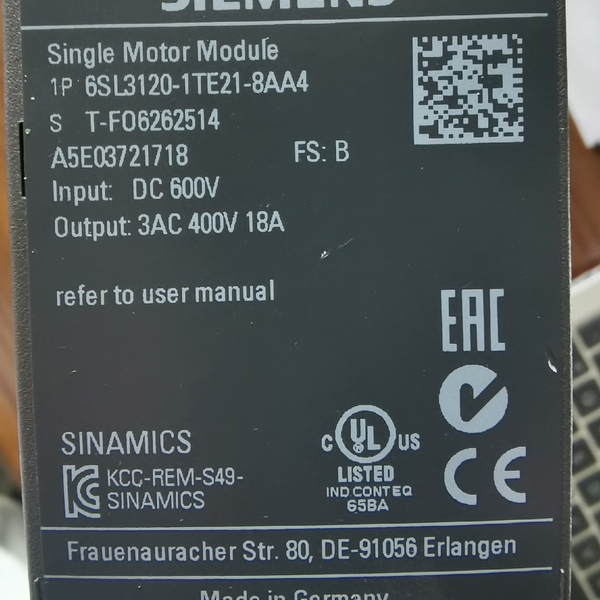 SIEMENS
Single Motor Module
1P 6SL3120-1TE21-8AA4
S T-FO6262514
A5E03721718 FS: B
Input: DC 600V
Output: 3AC 400V 18A
refer to user manual
EAC
SINAMICS
KCC-REM-S49-
SINAMICS
C UL US
LISTED
IND CONT EQ
65BA
CE
Frauenauracher Str. 80, DE-91056 Erlangen
Made in Germany